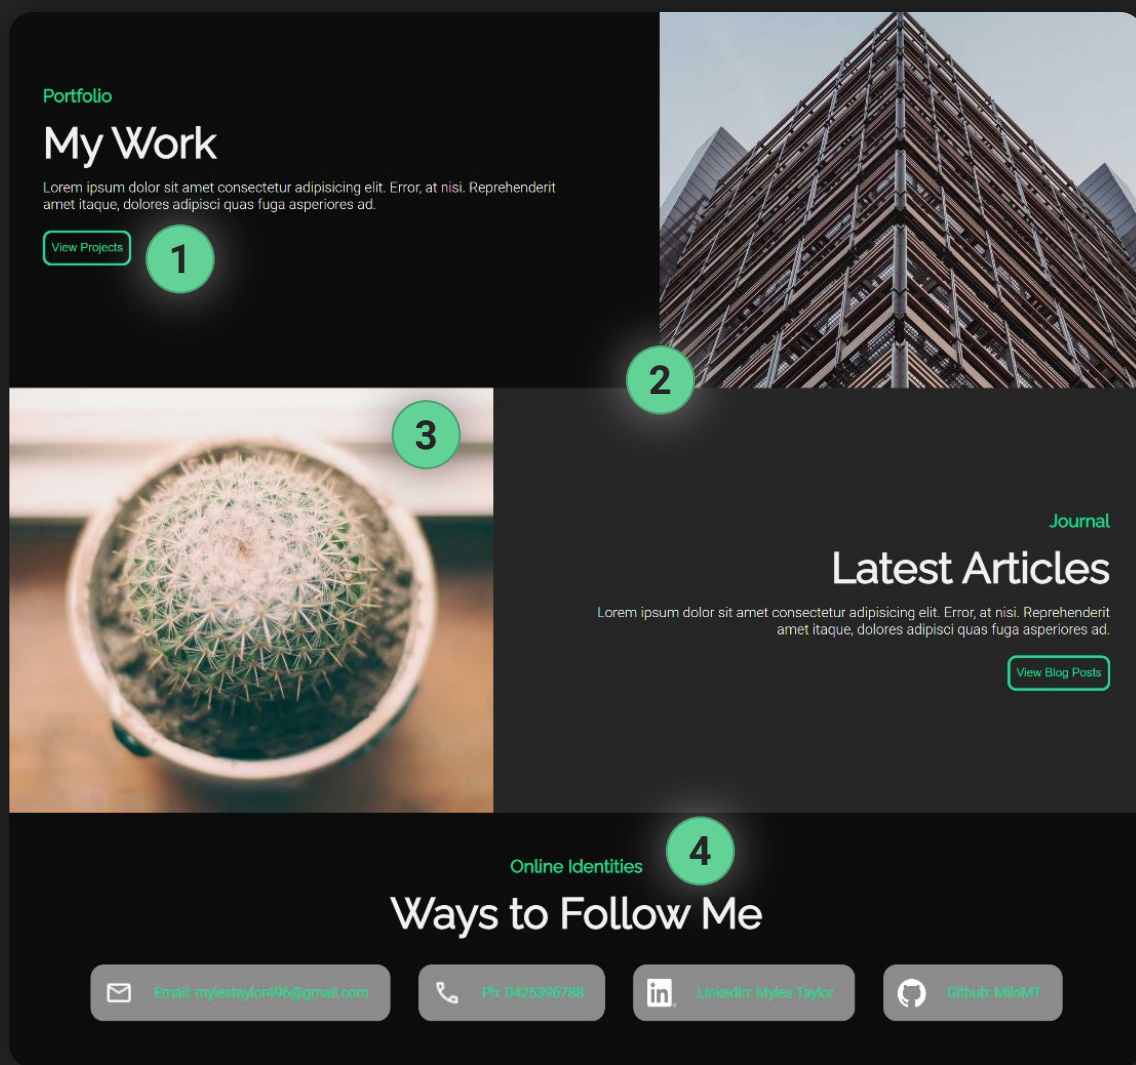 Portfolio
My Work
Lorem ipsum dolor sit amet consectetur adipisicing elit. Error, at nisi. Reprehenderit
amet itaque, dolores adipisci quas fuga asperiores ad.
View Projects
1
2
3
Journal
Latest Articles
Lorem ipsum dolor sit amet consectetur adipisicing elit. Error, at nisi. Reprehenderit
amet itaque, dolores adipisci quas fuga asperiores ad.
View Blog Posts
4
Online Identities
Ways to Follow Me
Email: mylestaylor496@gmail.com
Ph: 0425396788
in
LinkedIn: Myles Taylor
Github: MiloMT